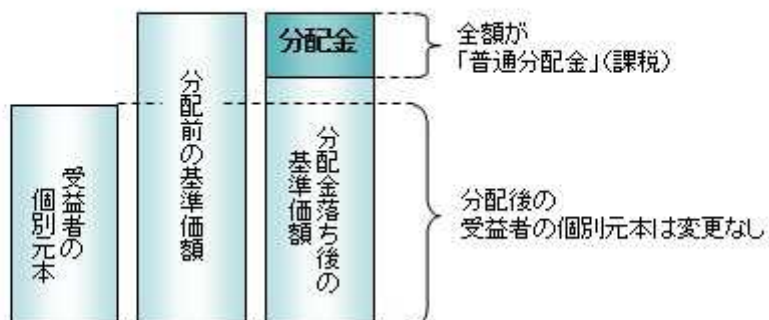 受益者の
個別元本
分配前の基準価額
分配金
分配金落ち後の
基準価額
全額が
「普通分配金」(課税)
分配後の
受益者の個別元本は変更なし